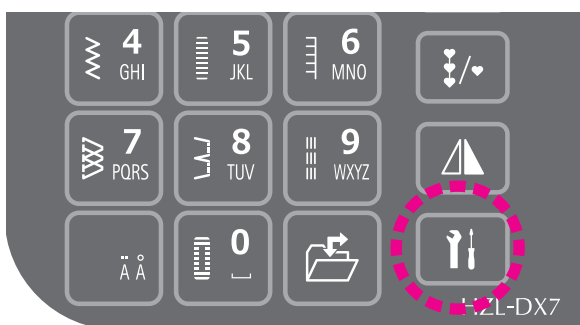 4 5 6
GHI JKL MNO
7 8 9
PQRS TUV WXYZ
0
Ä Å
HZL-DX7